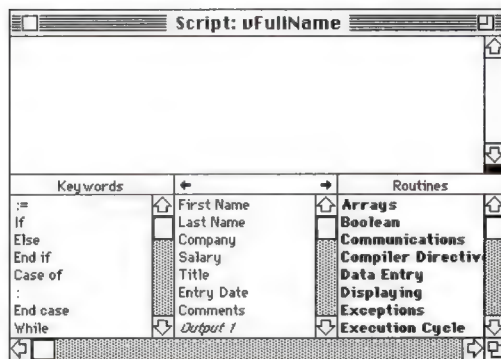 Script: vFullName
Keywords
:=
If
Else
End if
Case of
:
End case
While
← →
First Name
Last Name
Company
Salary
Title
Entry Date
Comments
Output 1
Routines
Arrays
Boolean
Communications
Compiler Directiv
Data Entry
Displaying
Exceptions
Execution Cycle